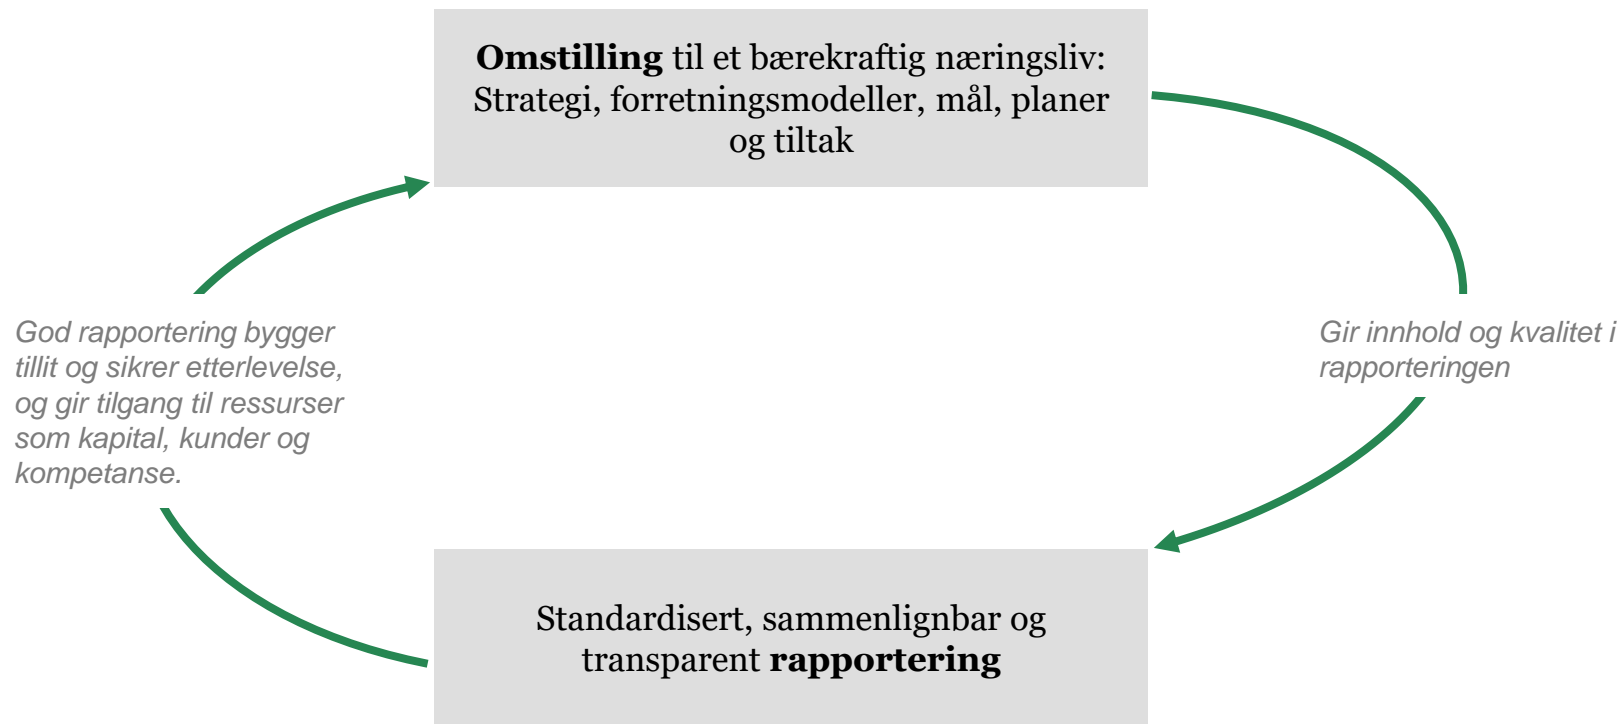 Omstilling til et bærekraftig næringsliv:
Strategi, forretningsmodeller, mål, planer
og tiltak
God rapportering bygger
tillit og sikrer etterlevelse,
og gir tilgang til ressurser
som kapital, kunder og
kompetanse.
Gir innhold og kvalitet i
rapporteringen
Standardisert, sammenlignbar og
transparent rapportering